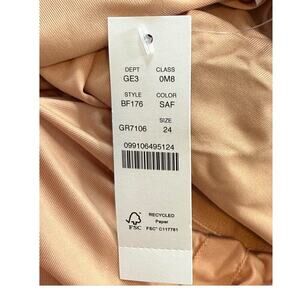 DEPT CLASS
GE3 0M8
STYLE COLOR
BF176 SAF
SIZE
GR7106 24
099106495124
RECYCLED
Paper
FSC
FSC® C117781